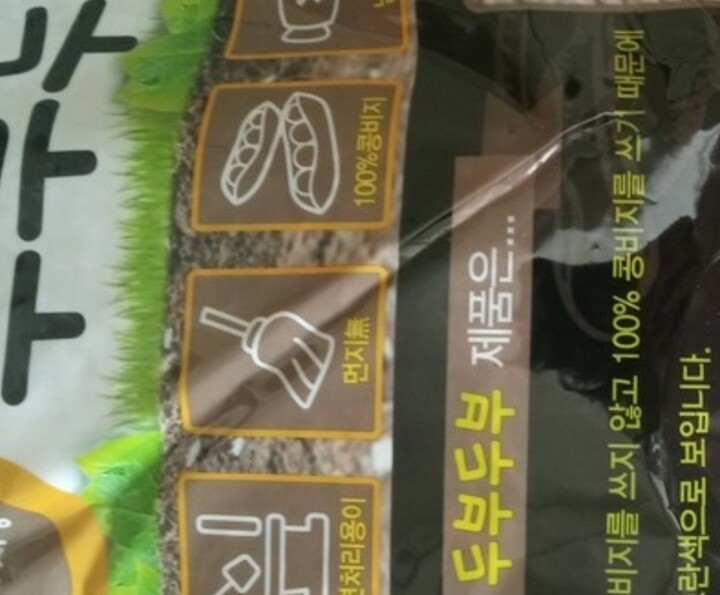 100%콩비지
먼지無
변처리용이
두부두부 제품은...
비지를 쓰지 않고 100% 콩비지를 쓰기 때문에
란색으로 보입니다.